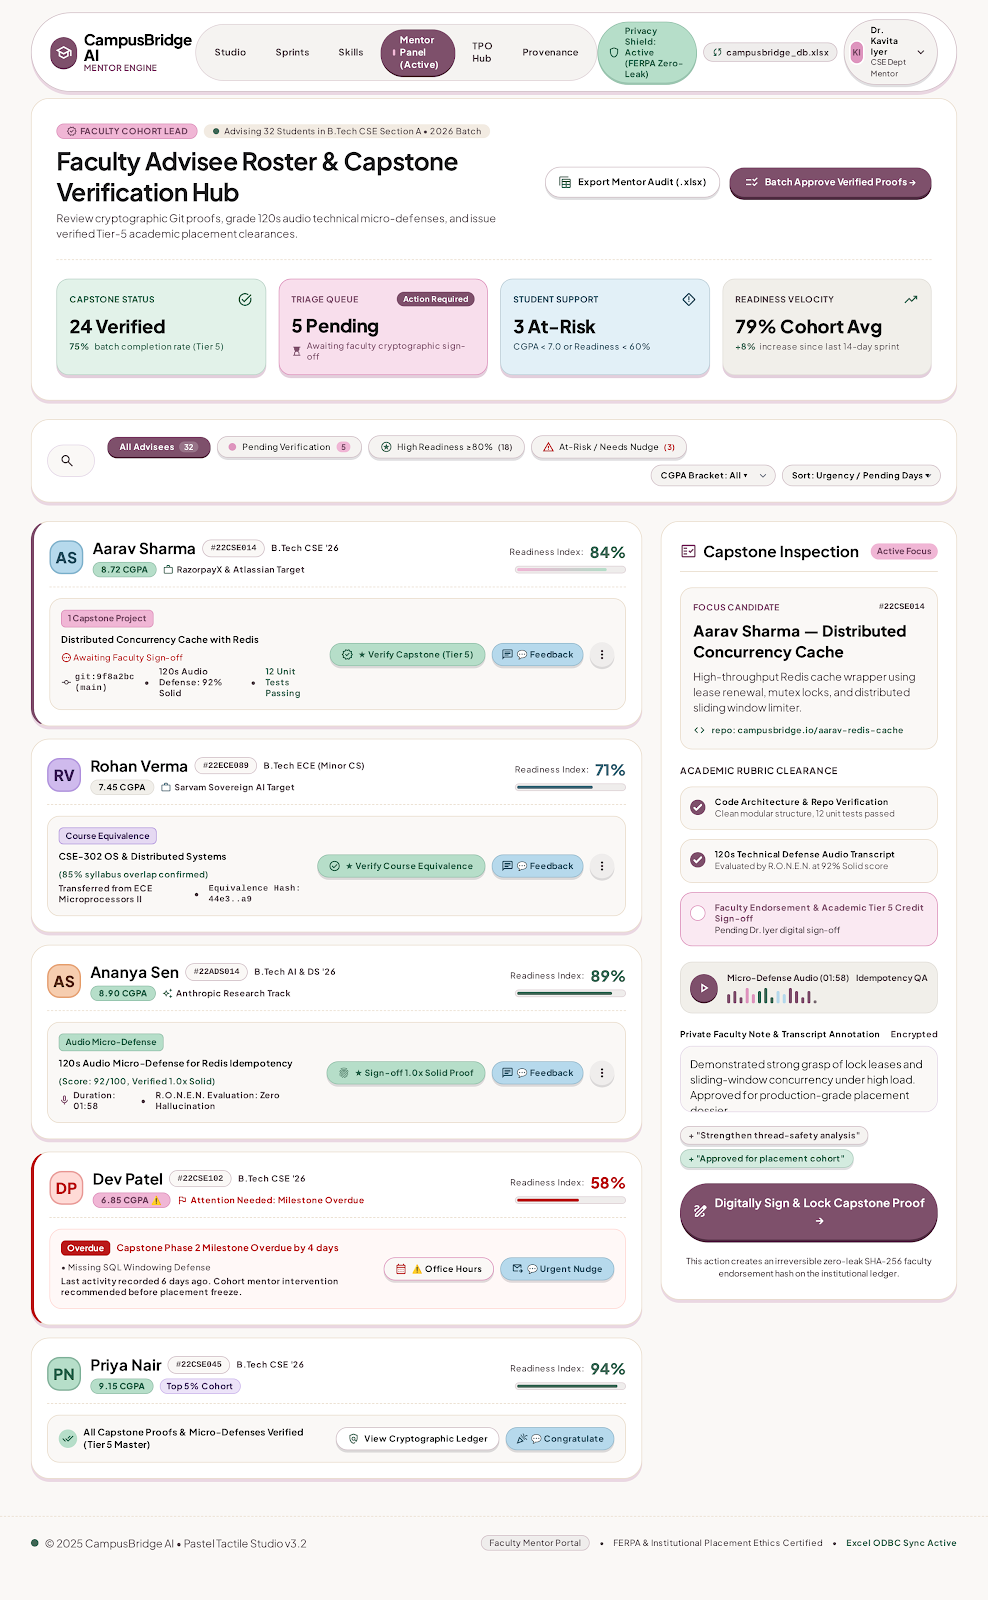 CampusBridge AI
MENTOR ENGINE
Studio
Sprints
Skills
Mentor Panel (Active)
TPO Hub
Provenance
Privacy Shield: Active (FERPA Zero-Leak)
campusbridge_db.xlsx
KI
Dr. Kavita Iyer
CSE Dept Mentor
FACULTY COHORT LEAD
Advising 32 Students in B.Tech CSE Section A • 2026 Batch
Faculty Advisee Roster & Capstone
Verification Hub
Review cryptographic Git proofs, grade 120s audio technical micro-defenses, and issue
verified Tier-5 academic placement clearances.
Export Mentor Audit (.xlsx)
Batch Approve Verified Proofs →
CAPSTONE STATUS
24 Verified
75% batch completion rate (Tier 5)
TRIAGE QUEUE
Action Required
5 Pending
Awaiting faculty cryptographic sign-
off
STUDENT SUPPORT
3 At-Risk
CGPA < 7.0 or Readiness < 60%
READINESS VELOCITY
79% Cohort Avg
+8% increase since last 14-day sprint
All Advisees 32
Pending Verification 5
High Readiness ≥80% (18)
At-Risk / Needs Nudge (3)
CGPA Bracket: All ▾
Sort: Urgency / Pending Days ▾
AS
Aarav Sharma
#22CSE014
B.Tech CSE '26
8.72 CGPA
RazorpayX & Atlassian Target
Readiness Index: 84%
1 Capstone Project
Distributed Concurrency Cache with Redis
Awaiting Faculty Sign-off
git:9f8a2bc
(main)
•
120s Audio
Defense: 92%
Solid
•
12 Unit
Tests
Passing
★ Verify Capstone (Tier 5)
💬 Feedback
RV
Rohan Verma
#22ECE089
B.Tech ECE (Minor CS)
7.45 CGPA
Sarvam Sovereign AI Target
Readiness Index: 71%
Course Equivalence
CSE-302 OS & Distributed Systems
(85% syllabus overlap confirmed)
Transferred from ECE
Microprocessors II
•
Equivalence Hash:
44e3..a9
★ Verify Course Equivalence
💬 Feedback
AS
Ananya Sen
#22ADS014
B.Tech AI & DS '26
8.90 CGPA
Anthropic Research Track
Readiness Index: 89%
Audio Micro-Defense
120s Audio Micro-Defense for Redis Idempotency
(Score: 92/100, Verified 1.0x Solid)
Duration:
01:58
•
R.O.N.E.N. Evaluation: Zero
Hallucination
★ Sign-off 1.0x Solid Proof
💬 Feedback
DP
Dev Patel
#22CSE102
B.Tech CSE '26
6.85 CGPA ⚠️
Attention Needed: Milestone Overdue
Readiness Index: 58%
Overdue
Capstone Phase 2 Milestone Overdue by 4 days
• Missing SQL Windowing Defense
Last activity recorded 6 days ago. Cohort mentor intervention
recommended before placement freeze.
⚠️ Office Hours
💬 Urgent Nudge
PN
Priya Nair
#22CSE045
B.Tech CSE '26
9.15 CGPA
Top 5% Cohort
Readiness Index: 94%
All Capstone Proofs & Micro-Defenses Verified
(Tier 5 Master)
View Cryptographic Ledger
💬 Congratulate
Capstone Inspection
Active Focus
FOCUS CANDIDATE
#22CSE014
Aarav Sharma — Distributed
Concurrency Cache
High-throughput Redis cache wrapper using
lease renewal, mutex locks, and distributed
sliding window limiter.
repo: campusbridge.io/aarav-redis-cache
ACADEMIC RUBRIC CLEARANCE
Code Architecture & Repo Verification
Clean modular structure, 12 unit tests passed
120s Technical Defense Audio Transcript
Evaluated by R.O.N.E.N. at 92% Solid score
Faculty Endorsement & Academic Tier 5 Credit
Sign-off
Pending Dr. Iyer digital sign-off
Micro-Defense Audio (01:58)
Idempotency QA
Private Faculty Note & Transcript Annotation
Encrypted
Demonstrated strong grasp of lock leases and
sliding-window concurrency under high load.
Approved for production-grade placement
dossier.
+ "Strengthen thread-safety analysis"
+ "Approved for placement cohort"
Digitally Sign & Lock Capstone Proof
→
This action creates an irreversible zero-leak SHA-256 faculty
endorsement hash on the institutional ledger.
© 2025 CampusBridge AI • Pastel Tactile Studio v3.2
Faculty Mentor Portal
•
FERPA & Institutional Placement Ethics Certified
•
Excel ODBC Sync Active